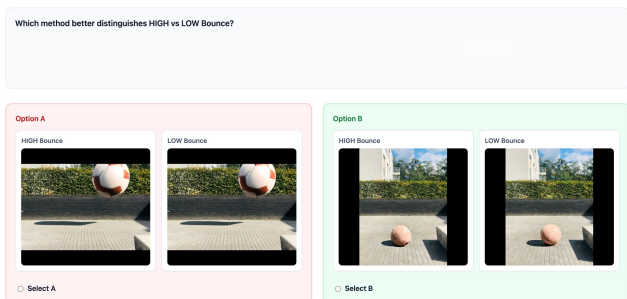 Which method better distinguishes HIGH vs LOW Bounce?
Option A
HIGH Bounce
LOW Bounce
Select A
Option B
HIGH Bounce
LOW Bounce
Select B